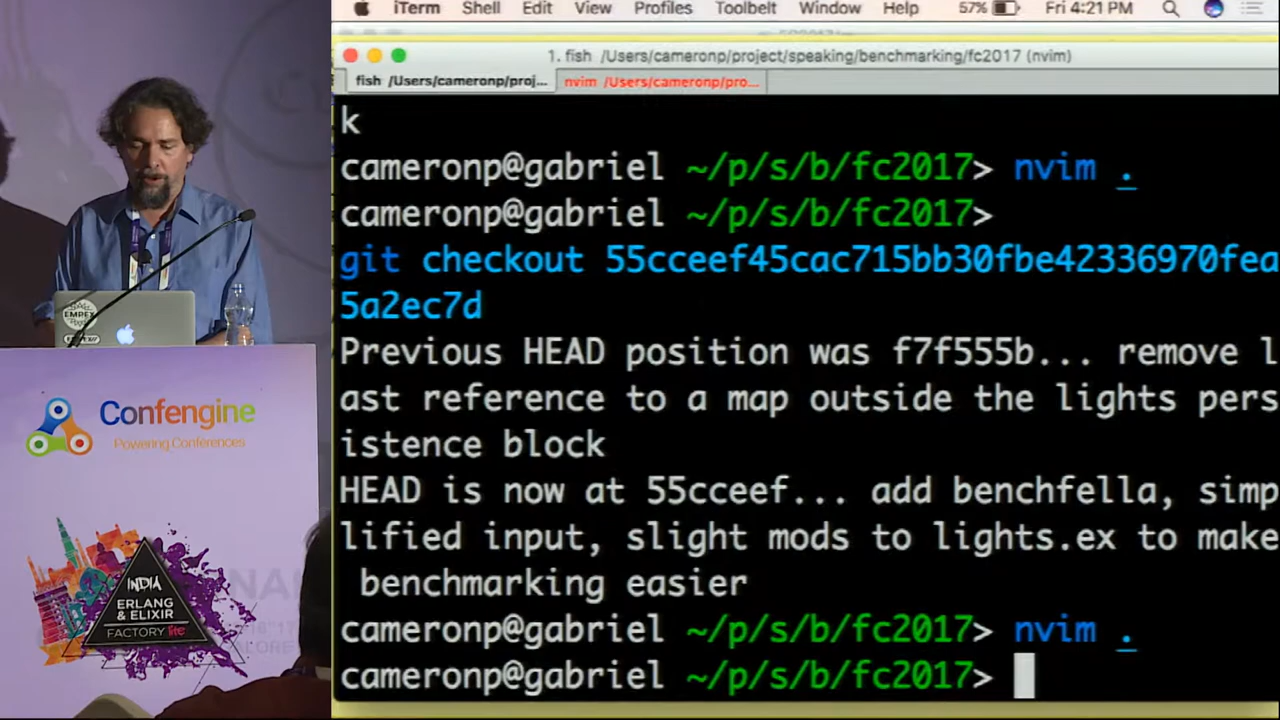 iTerm Shell Edit View Profiles Toolbelt Window Help 57% Fri 4:21 PM
1. fish /Users/cameronp/project/speaking/benchmarking/fc2017 (nvim)
fish /Users/cameronp/proj... nvim /Users/cameronp/pro...
k
cameronp@gabriel ~/p/s/b/fc2017> nvim .
cameronp@gabriel ~/p/s/b/fc2017>
git checkout 55cceef45cac715bb30fbe42336970fea
5a2ec7d
Previous HEAD position was f7f555b... remove l
ast reference to a map outside the lights pers
istence block
HEAD is now at 55cceef... add benchfella, simp
lified input, slight mods to lights.ex to make
benchmarking easier
cameronp@gabriel ~/p/s/b/fc2017> nvim .
cameronp@gabriel ~/p/s/b/fc2017>
EMPEX
Confengine
Powering Conferences
INDIA
ERLANG
& ELIXIR
FACTORY lite